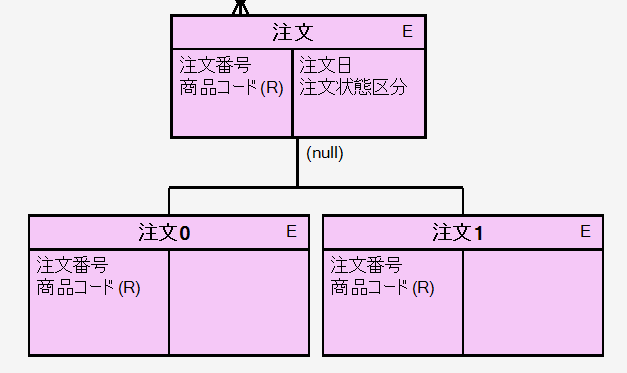 注文 E
注文番号
商品コード(R)
注文日
注文状態区分
(null)
注文0 E
注文番号
商品コード(R)
注文1 E
注文番号
商品コード(R)